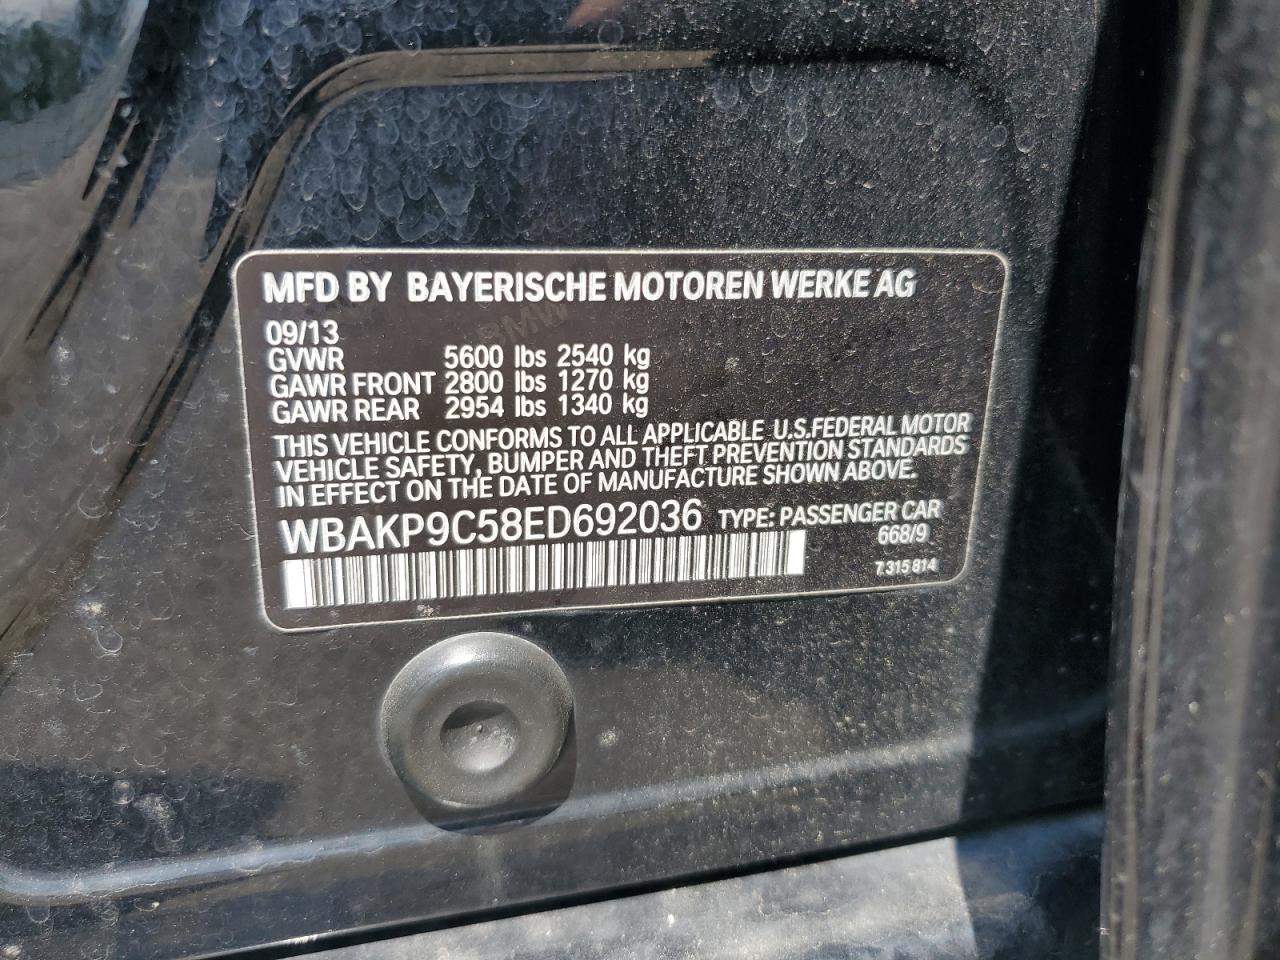 MFD BY BAYERISCHE MOTOREN WERKE AG
09/13
GVWR 5600 lbs 2540 kg
GAWR FRONT 2800 lbs 1270 kg
GAWR REAR 2954 lbs 1340 kg
THIS VEHICLE CONFORMS TO ALL APPLICABLE U.S.FEDERAL MOTOR
VEHICLE SAFETY, BUMPER AND THEFT PREVENTION STANDARDS
IN EFFECT ON THE DATE OF MANUFACTURE SHOWN ABOVE.
WBAKP9C58ED692036 TYPE: PASSENGER CAR
668/9
7 315 814
BMW